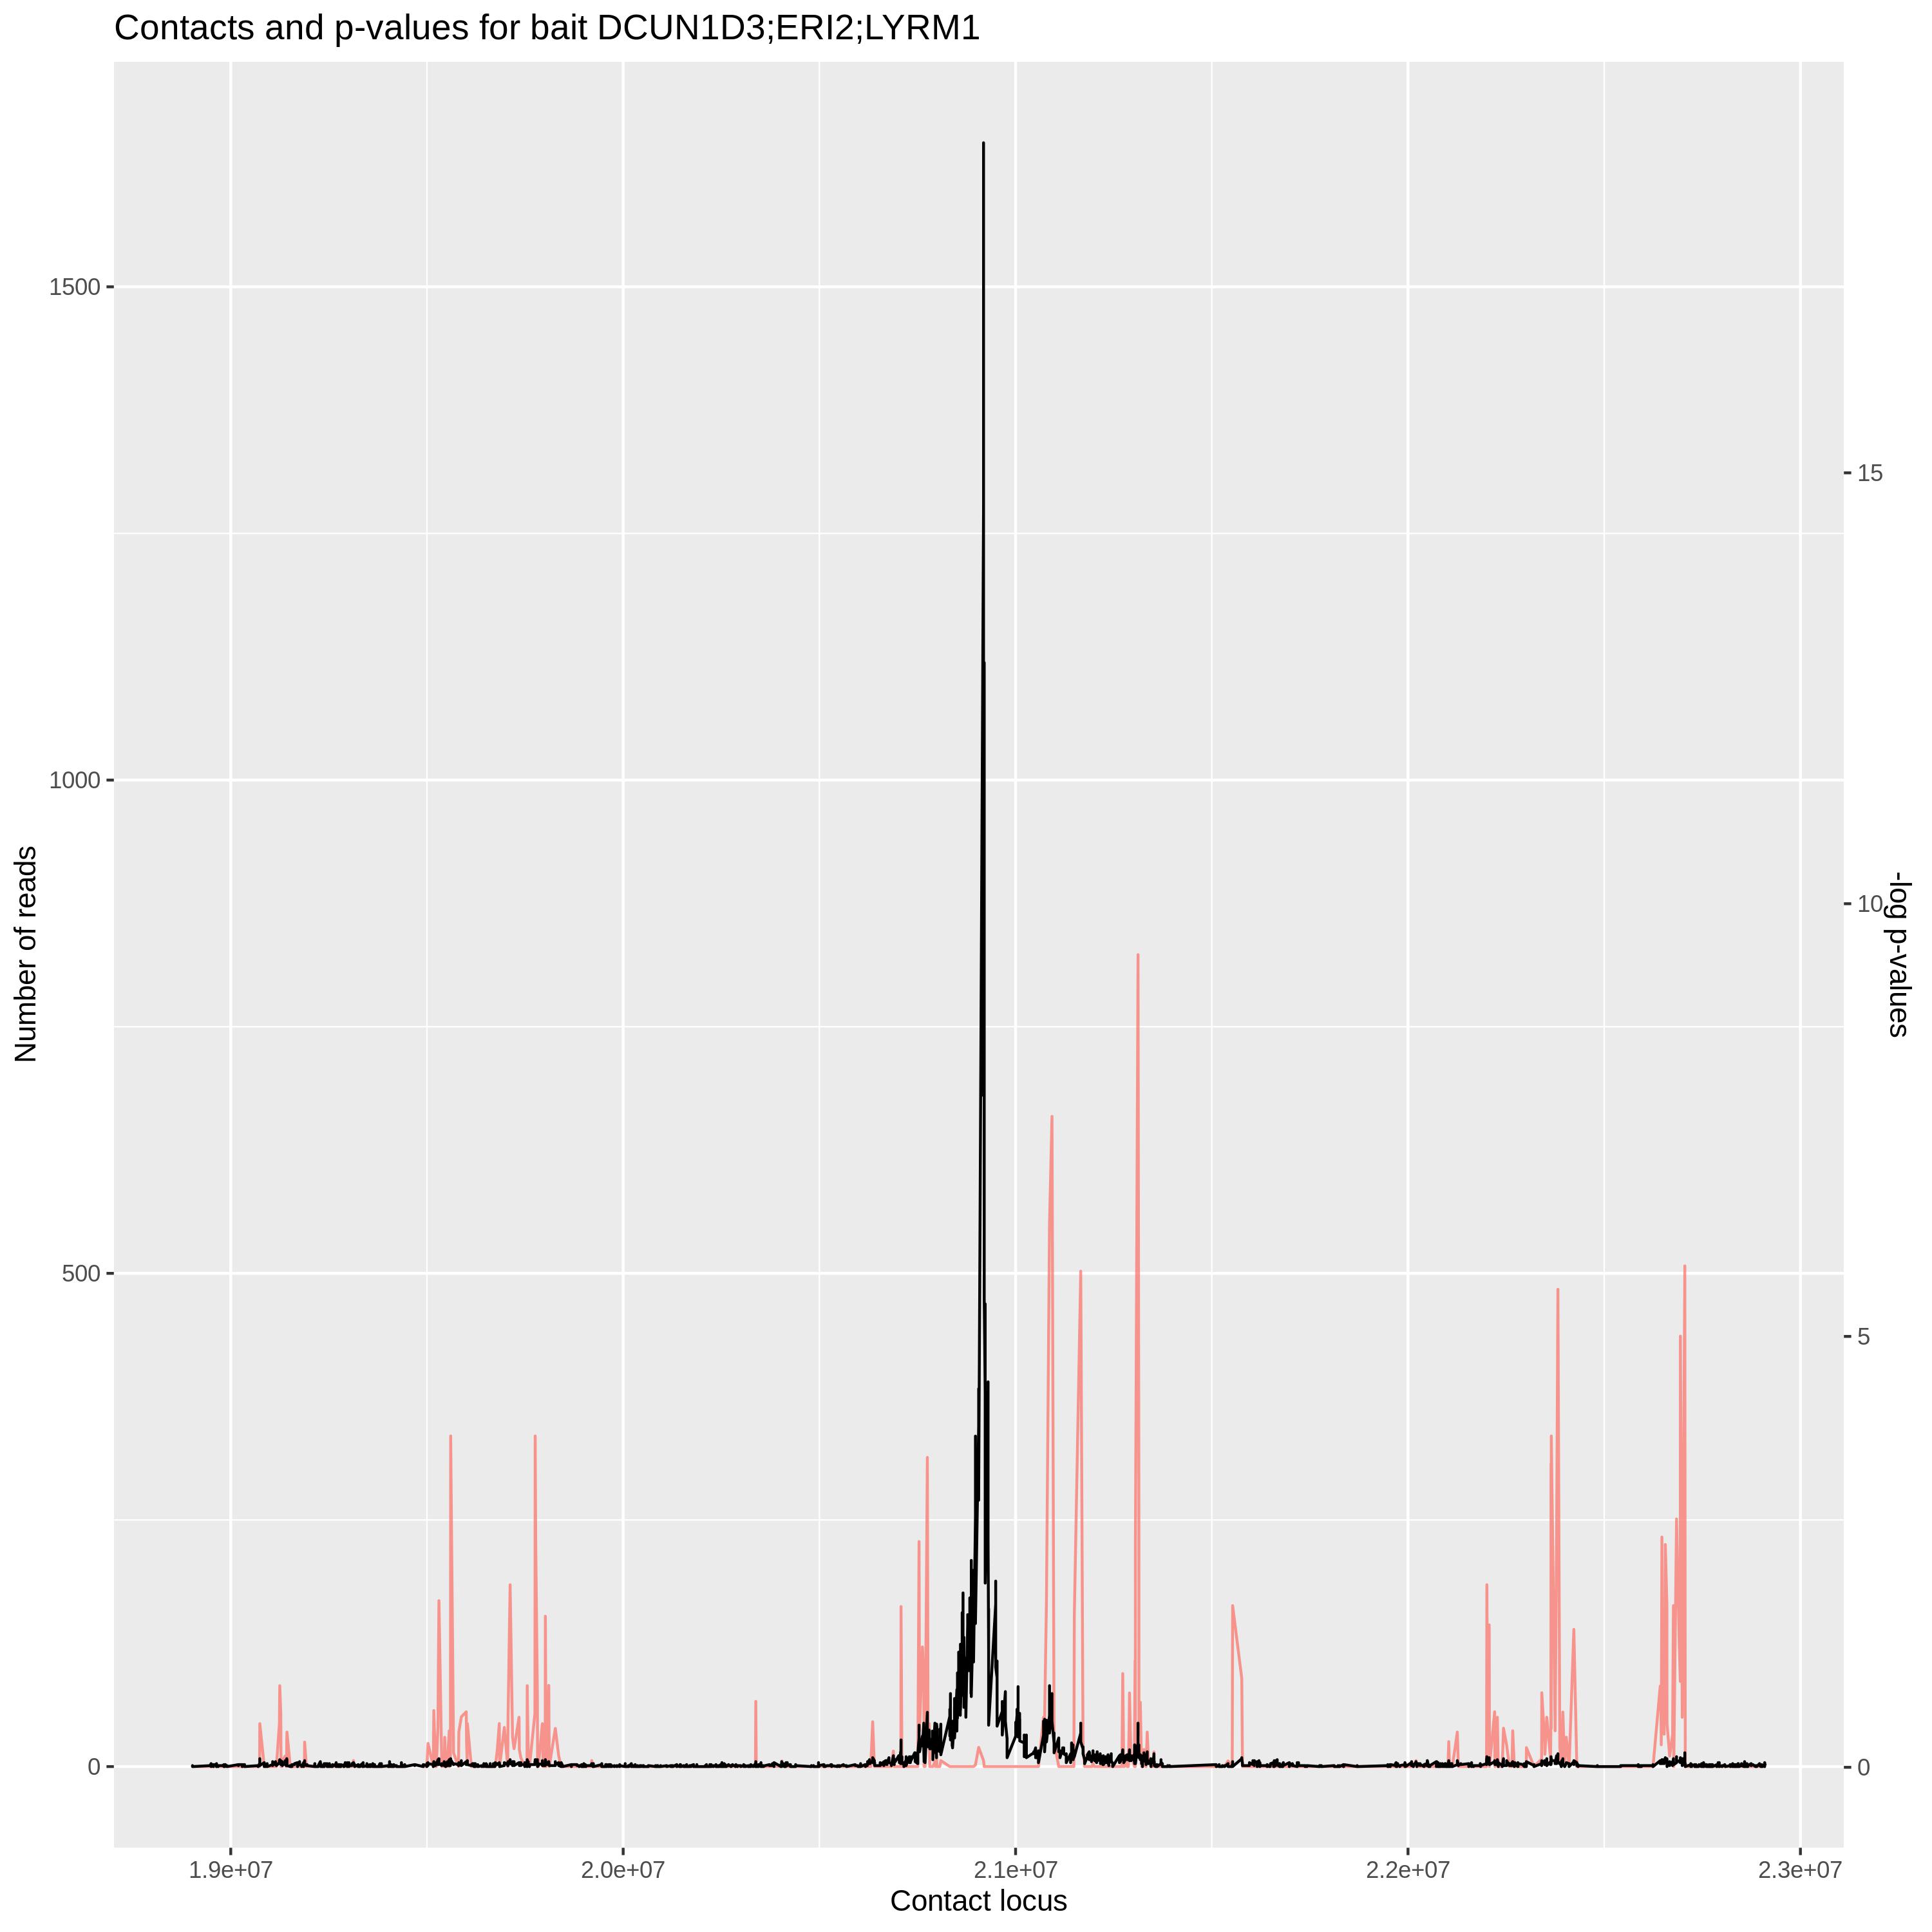 Contacts and p-values for bait DCUN1D3;ERI2;LYRM1
1500
1000
500
0
Number of reads
15
10
5
0
-log p-values
1.9e+07 2.0e+07 2.1e+07 2.2e+07 2.3e+07
Contact locus